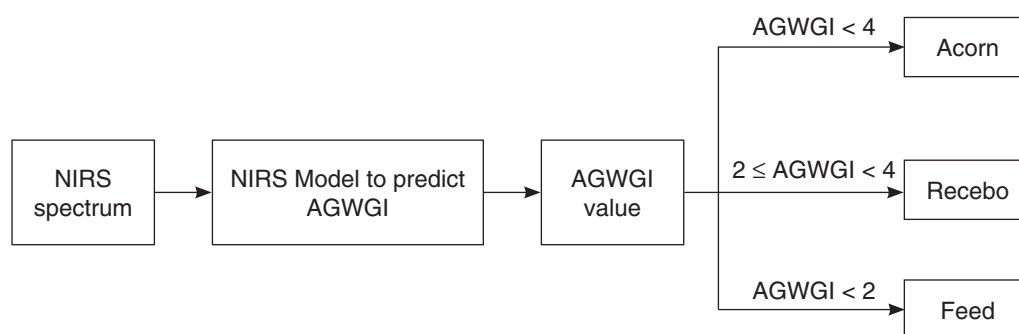 NIRS
spectrum
NIRS Model to predict
AGWGI
AGWGI
value
AGWGI < 4
Acorn
2 ≤ AGWGI < 4
Recebo
AGWGI < 2
Feed